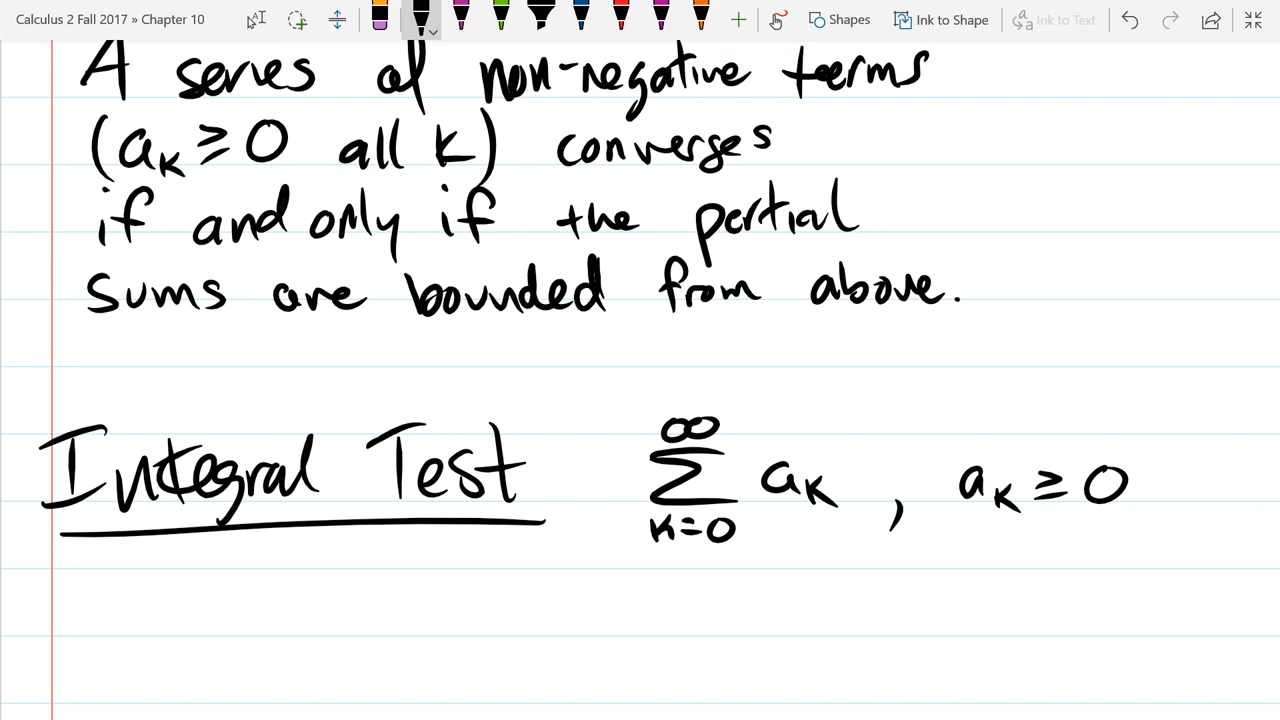 Calculus 2 Fall 2017 » Chapter 10
Shapes
Ink to Shape
Ink to Text
A series of non-negative terms
(aₖ ≥ 0 all k) converges
if and only if the partial
sums are bounded from above.
Integral Test ∑_{k=0}^{∞} aₖ , aₖ ≥ 0